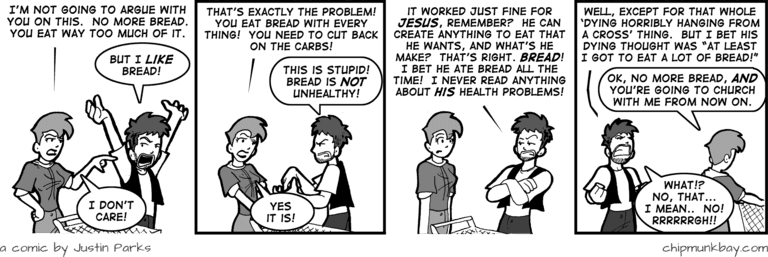 I'M NOT GOING TO ARGUE WITH
YOU ON THIS. NO MORE BREAD.
YOU EAT WAY TOO MUCH OF IT.
BUT I LIKE
BREAD!
I DON'T
CARE!
THAT'S EXACTLY THE PROBLEM!
YOU EAT BREAD WITH EVERY
THING! YOU NEED TO CUT BACK
ON THE CARBS!
THIS IS STUPID!
BREAD IS NOT
UNHEALTHY!
YES
IT IS!
IT WORKED JUST FINE FOR
JESUS, REMEMBER? HE CAN
CREATE ANYTHING TO EAT THAT
HE WANTS, AND WHAT'S HE
MAKE? THAT'S RIGHT. BREAD!
I BET HE ATE BREAD ALL THE
TIME! I NEVER READ ANYTHING
ABOUT HIS HEALTH PROBLEMS!
WELL, EXCEPT FOR THAT WHOLE
'DYING HORRIBLY HANGING FROM
A CROSS' THING. BUT I BET HIS
DYING THOUGHT WAS "AT LEAST
I GOT TO EAT A LOT OF BREAD!"
OK, NO MORE BREAD, AND
YOU'RE GOING TO CHURCH
WITH ME FROM NOW ON.
WHAT!?
NO, THAT...
I MEAN.. NO!
RRRRRRGH!!
a comic by Justin Parks
chipmunkbay.com